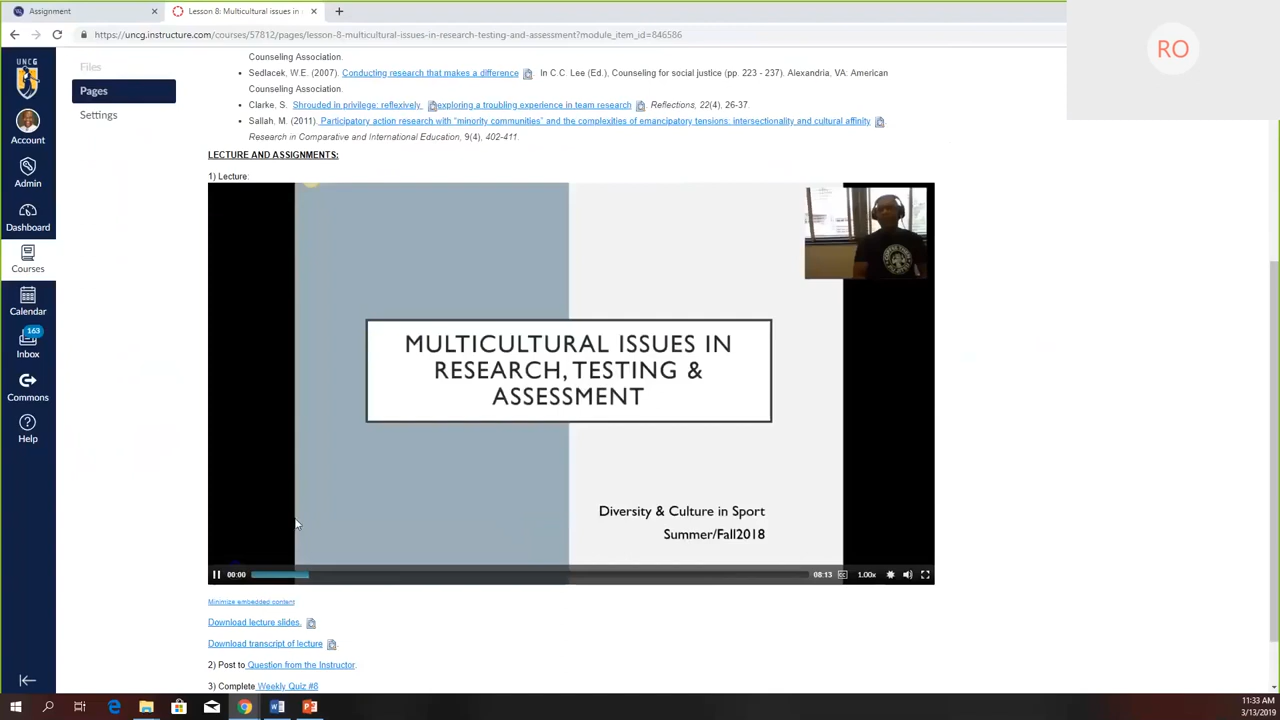 Assignment
Lesson 8: Multicultural issues in
https://uncg.instructure.com/courses/57812/pages/lesson-8-multicultural-issues-in-research-testing-and-assessment?module_item_id=846586
RO
UNCG
Account
Admin
Dashboard
Courses
Calendar
163
Inbox
Commons
Help
Files
Pages
Settings
Counseling Association.
Sedlacek, W.E. (2007). Conducting research that makes a difference In C.C. Lee (Ed.), Counseling for social justice (pp. 223 - 237). Alexandria, VA: American
Counseling Association.
Clarke, S. Shrouded in privilege: reflexively, exploring a troubling experience in team research Reflections, 22(4), 26-37.
Sallah, M. (2011). Participatory action research with "minority communities" and the complexities of emancipatory tensions: intersectionality and cultural affinity
Research in Comparative and International Education, 9(4), 402-411.
LECTURE AND ASSIGNMENTS:
1) Lecture:
MULTICULTURAL ISSUES IN
RESEARCH, TESTING &
ASSESSMENT
Diversity & Culture in Sport
Summer/Fall2018
00:00
08:13
CC
1.00x
Minimize embedded content
Download lecture slides.
Download transcript of lecture.
2) Post to Question from the Instructor.
3) Complete Weekly Quiz #8
11:33 AM
3/13/2019